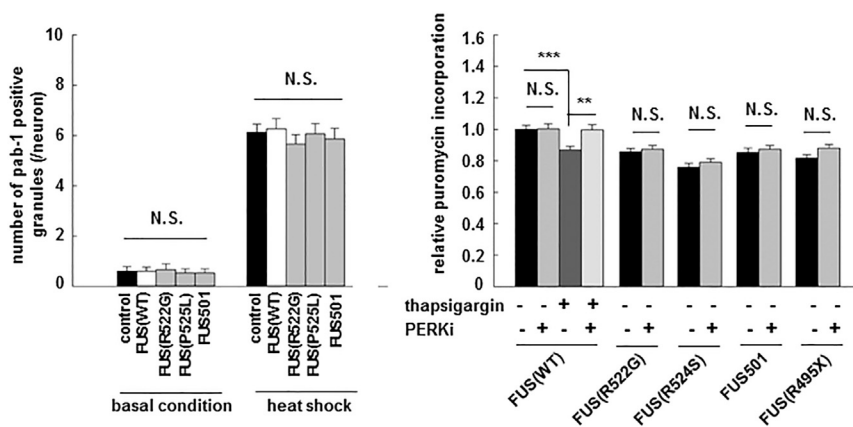 number of pab-1 positive
granules (/neuron)
10
8
6
4
2
0
N.S.
N.S.
control
FUS(WT)
FUS(R522G)
FUS(P525L)
FUS501
control
FUS(WT)
FUS(R522G)
FUS(P525L)
FUS501
basal condition
heat shock
relative puromycin incorporation
1.6
1.4
1.2
1.0
0.8
0.6
0.4
0.2
0
***
N.S. **
N.S.
N.S.
N.S.
N.S.
thapsigargin - - + + - - - - - - - -
PERKi - + - + - + - + - + - +
FUS(WT)
FUS(R522G)
FUS(R524S)
FUS501
FUS(R495X)